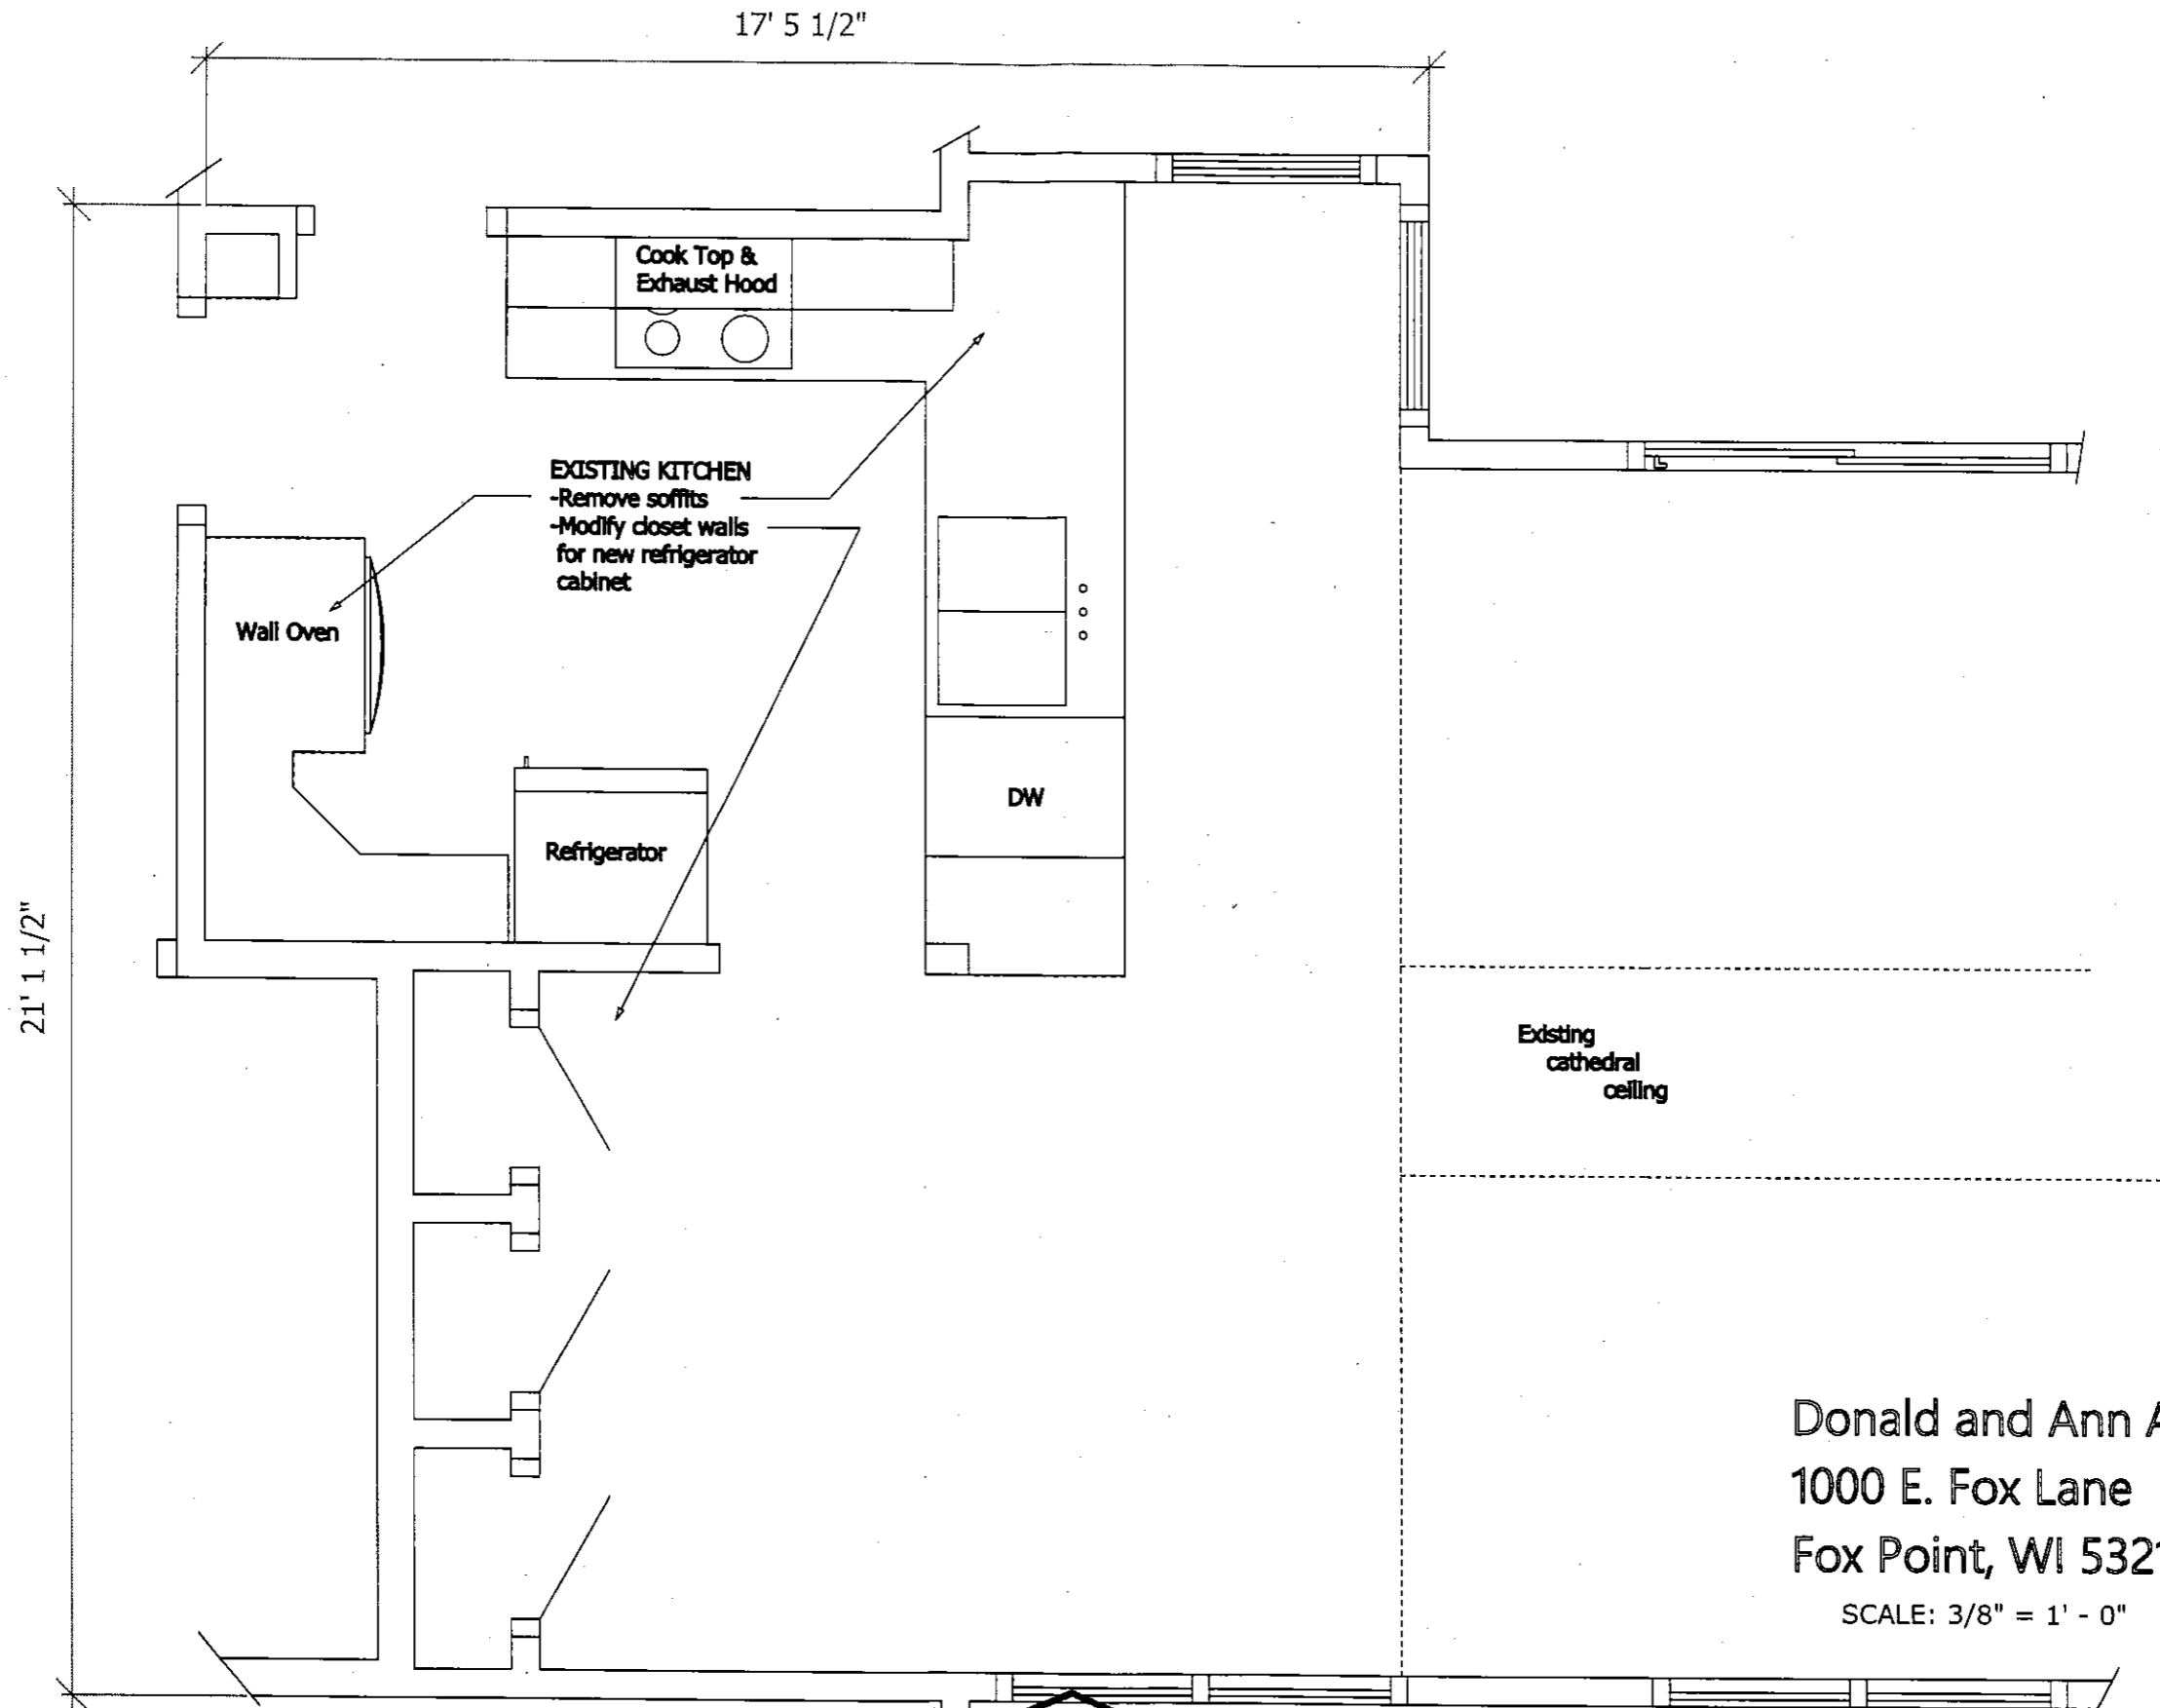 17' 5 1/2"
Cook Top &
Exhaust Hood
EXISTING KITCHEN
-Remove soffits
-Modify closet walls
for new refrigerator
cabinet
Wall Oven
DW
Refrigerator
21' 1 1/2"
Existing
cathedral
ceiling
Donald and Ann A
1000 E. Fox Lane
Fox Point, WI 5321
SCALE: 3/8" = 1' - 0"